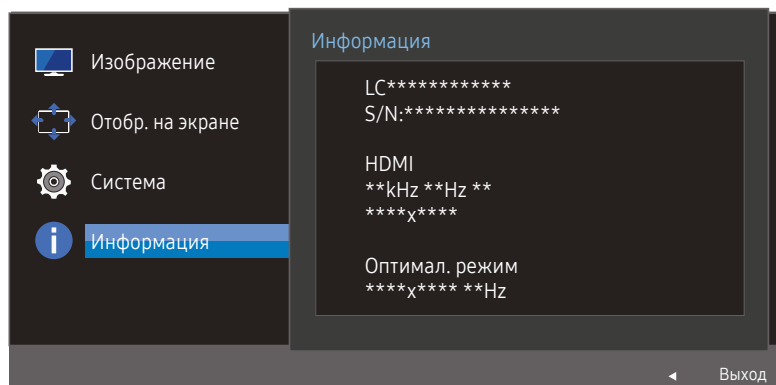 Изображение
Отобр. на экране
Система
Информация
Информация
LC************
S/N:***************
HDMI
**kHz **Hz **
****x****
Оптимал. режим
****x**** **Hz
Выход